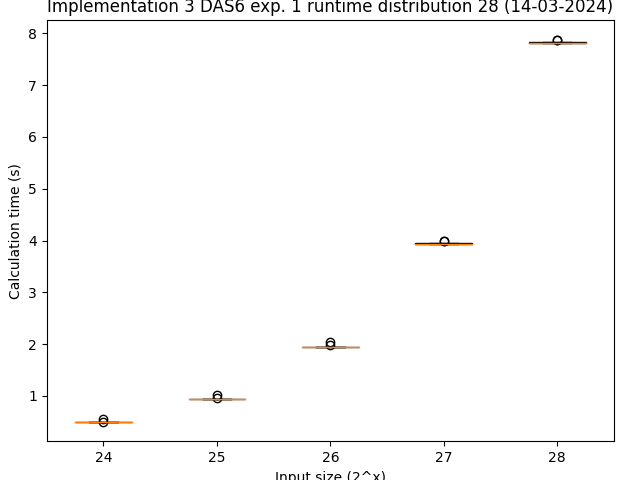 Implementation 3 DAS6 exp. 1 runtime distribution 28 (14-03-2024)
8
7
6
5
4
3
2
1
Calculation time (s)
24 25 26 27 28
Input size (2^x)